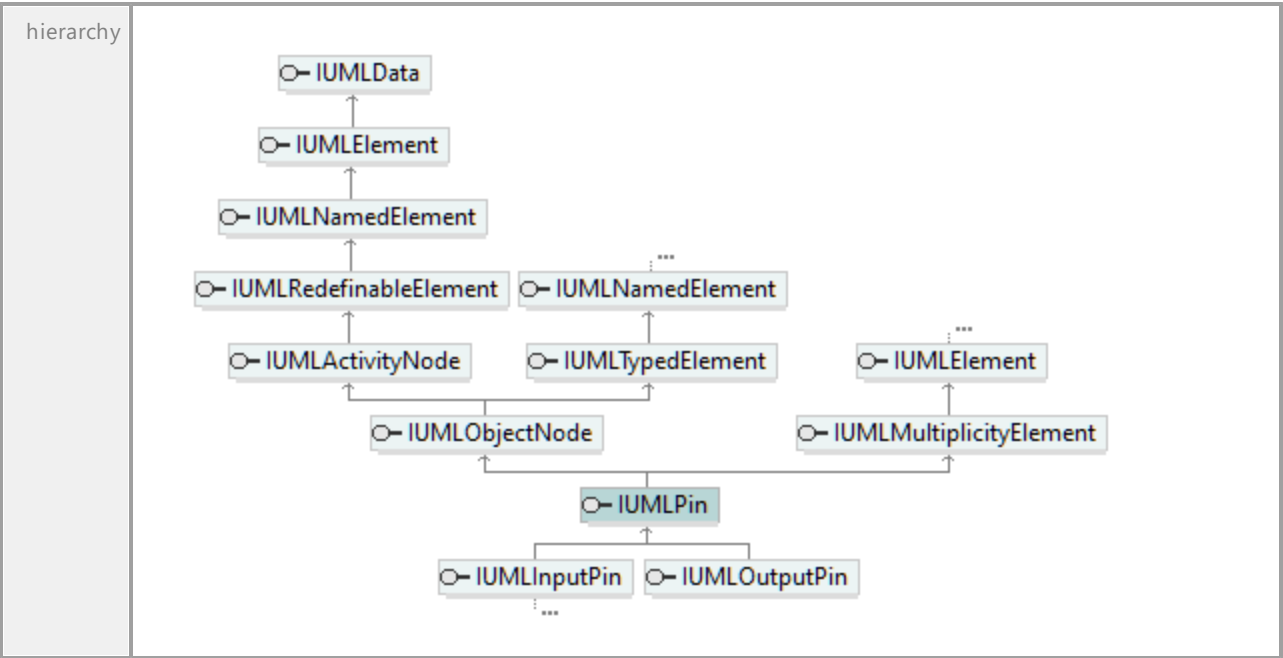 hierarchy
IUMLData
IUMLElement
IUMLNamedElement
...
IUMLRedefinableElement IUMLNamedElement
...
IUMLActivityNode IUMLTypedElement IUMLElement
IUMLObjectNode IUMLMultiplicityElement
IUMLPin
IUMLInputPin IUMLOutputPin
...